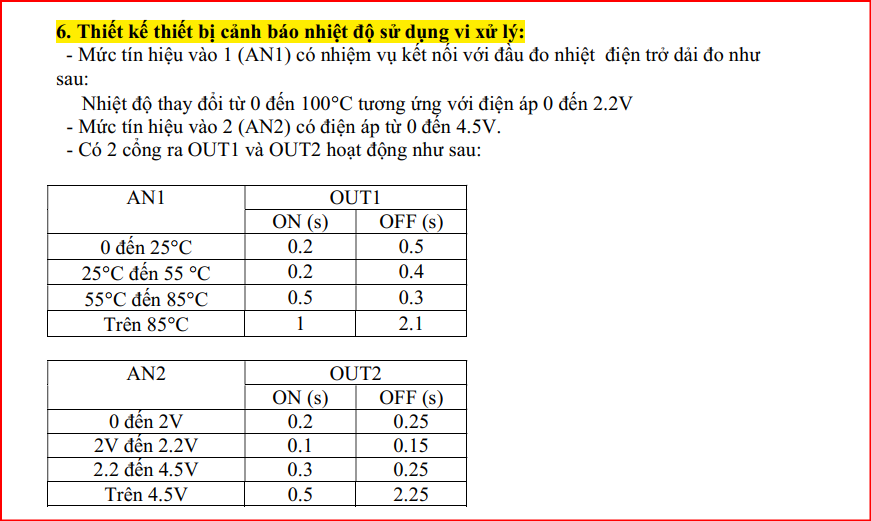 6. Thiết kế thiết bị cảnh báo nhiệt độ sử dụng vi xử lý:
- Mức tín hiệu vào 1 (AN1) có nhiệm vụ kết nối với đầu đo nhiệt điện trở dải đo như
sau:
Nhiệt độ thay đổi từ 0 đến 100°C tương ứng với điện áp 0 đến 2.2V
- Mức tín hiệu vào 2 (AN2) có điện áp từ 0 đến 4.5V.
- Có 2 cổng ra OUT1 và OUT2 hoạt động như sau:
AN1 OUT1
ON (s) OFF (s)
0 đến 25°C 0.2 0.5
25°C đến 55 °C 0.2 0.4
55°C đến 85°C 0.5 0.3
Trên 85°C 1 2.1
AN2 OUT2
ON (s) OFF (s)
0 đến 2V 0.2 0.25
2V đến 2.2V 0.1 0.15
2.2 đến 4.5V 0.3 0.25
Trên 4.5V 0.5 2.25